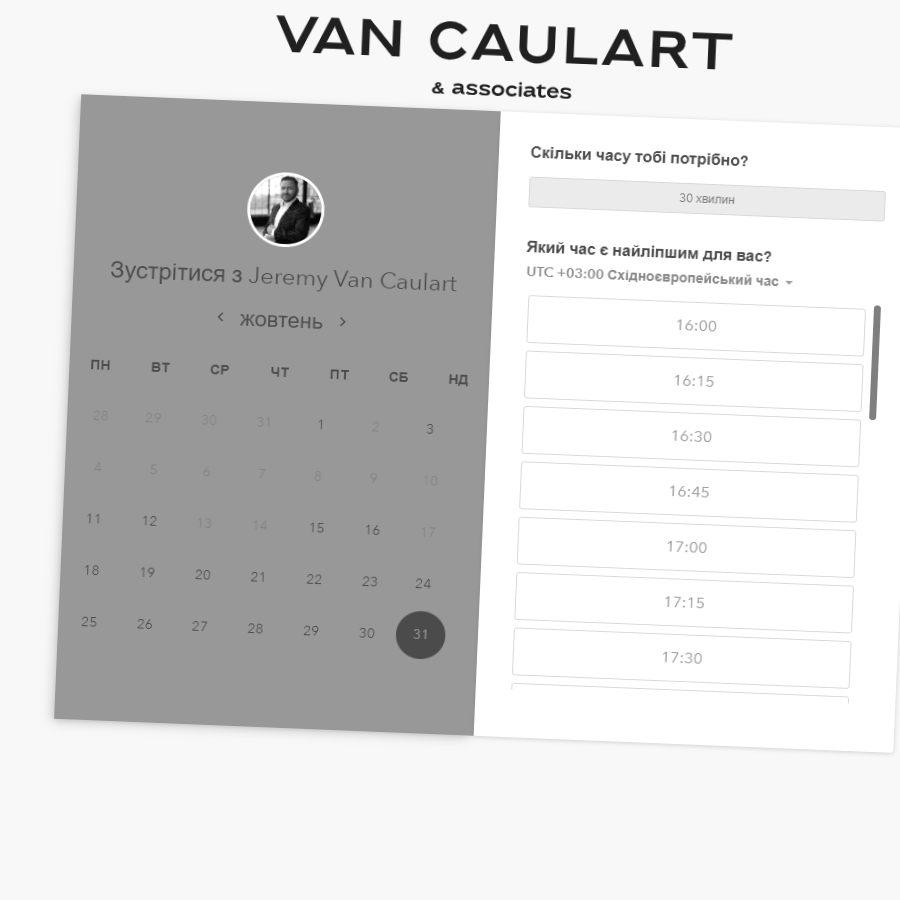 VAN CAULART
& associates
Зустрітися з Jeremy Van Caulart
жовтень
ПН ВТ СР ЧТ ПТ СБ НД
28 29 30 31 1 2 3
4 5 6 7 8 9 10
11 12 13 14 15 16 17
18 19 20 21 22 23 24
25 26 27 28 29 30 31
Скільки часу тобі потрібно?
30 хвилин
Який час є найліпшим для вас?
UTC +03:00 Східноєвропейський час
16:00
16:15
16:30
16:45
17:00
17:15
17:30